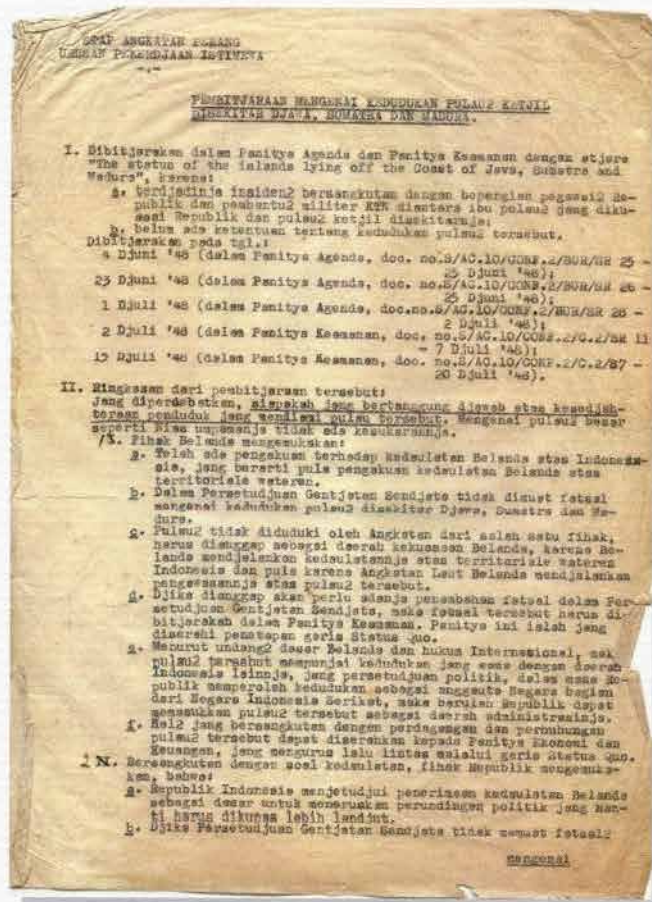 STAF ANGKATAN PERANG
URUSAN PEKERDJAAN ISTIMEWA
PEMBITJARAAN MENGENAI KEDUDUKAN PULAU2 KETJIL
DISEKITAR DJAWA, SUMATRA DAN MADURA.
I. Dibitjarakan dalam Panitya Agenda dan Panitya Keamanan dengan atjara
"The status of the islands lying off the Coast of Java, Sumatra and
Madura", karena:
a. terdjadinja insiden2 bersangkutan dengan bepergian pegawai2 Re-
publik dan pembantu2 militer KTN diantara ibu pulau2 jang diku-
asai Republik dan pulau2 ketjil disekitarnja;
b. belum ada ketentuan tentang kedudukan pulau2 tersebut.
Dibitjarakan pada tgl.:
4 Djuni '48 (dalam Panitya Agenda, doc. no.S/AC.10/CONF.2/BUR/SR 25 -
25 Djuni '48);
23 Djuni '48 (dalam Panitya Agenda, doc. no.S/AC.10/CONF.2/BUR/SR 26 -
25 Djuni '48);
1 Djuli '48 (dalam Panitya Agenda, doc.no.S/AC.10/CONF.2/BUR/SR 28 -
2 Djuli '48);
2 Djuli '48 (dalam Panitya Keamanan, doc. no.S/AC.10/CONF.2/C.2/SR 11
- 7 Djuli '48);
15 Djuli '48 (dalam Panitya Keamanan, doc. no.S/AC.10/CONF.2/C.2/87 -
20 Djuli '48).
II. Ringkasan dari pembitjaraan tersebut:
Jang diperdebatkan, siapakah jang bertanggung djawab atas kesedjah-
teraan penduduk jang mendiami pulau tersebut. Mengenai pulau2 besar
seperti Nias umpamanja tidak ada kesukarannja.
1. Fihak Belanda mengemukakan:
a. Telah ada pengakuan terhadap kedaulatan Belanda atas Indone-
sia, jang berarti pula pengakuan kedaulatan Belanda atas
territoriale wateren.
b. Dalam Persetudjuan Gentjatan Sendjata tidak dimuat fatsal
mengenai kedudukan pulau2 disekitar Djawa, Sumatra dan Ma-
dura.
c. Pulau2 tidak diduduki oleh Angkatan dari salah satu fihak,
harus dianggap sebagai daerah kekuasaan Belanda, karena Be-
landa mendjalankan kedaulatannja atas territoriale wateren
Indonesia dan pula karena Angkatan Laut Belanda mendjalankan
pengawasannja atas pulau2 tersebut.
d. Djika dianggap akan perlu adanja penambahan fatsal dalam Per
setudjuan Gentjatan Sendjata, maka fatsal tersebut harus di-
bitjarakan dalam Panitya Keamanan. Panitya ini ialah jang
diserahi penetapan garis Status Quo.
e. Menurut undang2 dasar Belanda dan hukum Internasional, mak
pulau2 tersebut mempunjai kedudukan jang sama dengan daerah
Indonesia lainnja, jang persetudjuan politik, dalam mana Re-
publik memperoleh kedudukan sebagai anggauta Negara bagian
dari Negara Indonesia Serikat, maka barulah Republik dapat
memasukkan pulau2 tersebut sebagai daerah administrasinja.
f. Hal2 jang bersangkutan dengan perdagangan dan perhubungan
pulau2 tersebut dapat diserahkan kepada Panitya Ekonomi dan
Keuangan, jang mengurus lalu lintas melalui garis Status Quo.
2. Bersangkutan dengan soal kedaulatan, fihak Republik mengemuka-
kan, bahwa:
a. Republik Indonesia menjetudjui penerimaan kedaulatan Belanda
sebagai dasar untuk meneruskan perundingan politik jang nan-
ti harus dikupas lebih landjut.
b. Djika Persetudjuan Gentjatan Sendjata tidak memuat fatsal2
mengenai